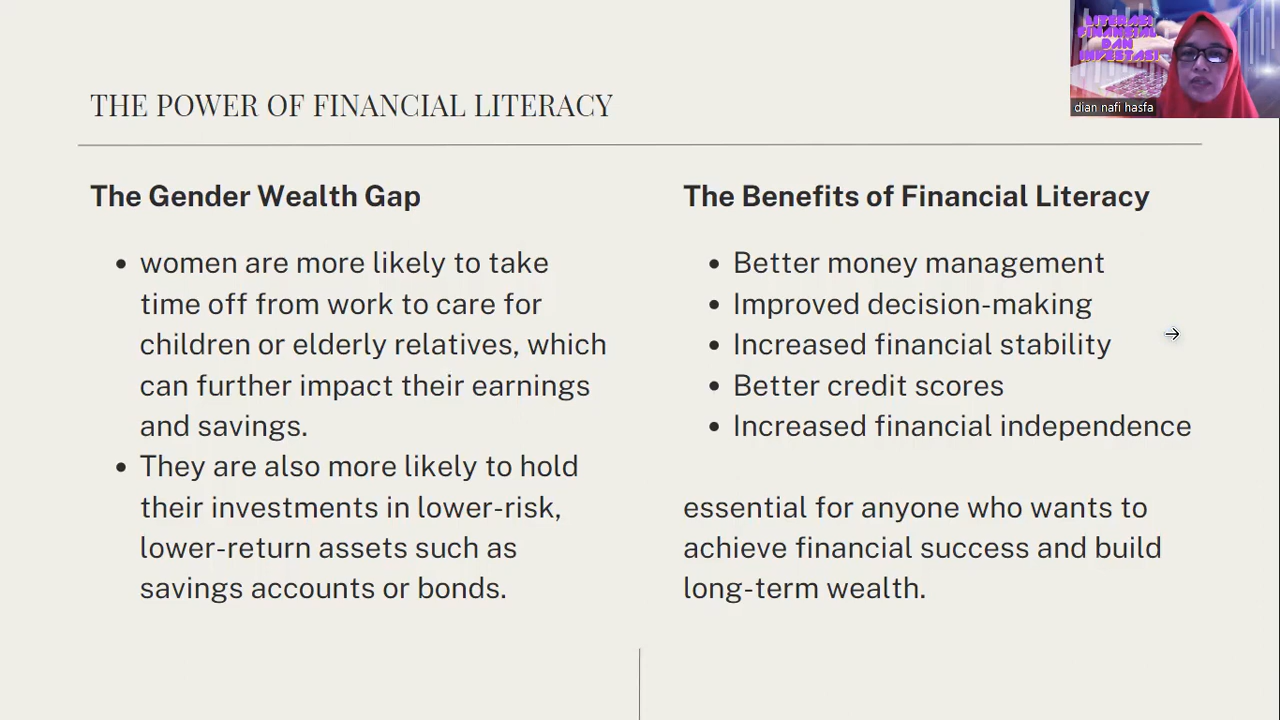 THE POWER OF FINANCIAL LITERACY
LITERASI
FINANSIAL
DAN
INVESTASI
dian nafi hasfa
The Gender Wealth Gap
• women are more likely to take
time off from work to care for
children or elderly relatives, which
can further impact their earnings
and savings.
• They are also more likely to hold
their investments in lower-risk,
lower-return assets such as
savings accounts or bonds.
The Benefits of Financial Literacy
• Better money management
• Improved decision-making
• Increased financial stability
• Better credit scores
• Increased financial independence
essential for anyone who wants to
achieve financial success and build
long-term wealth.